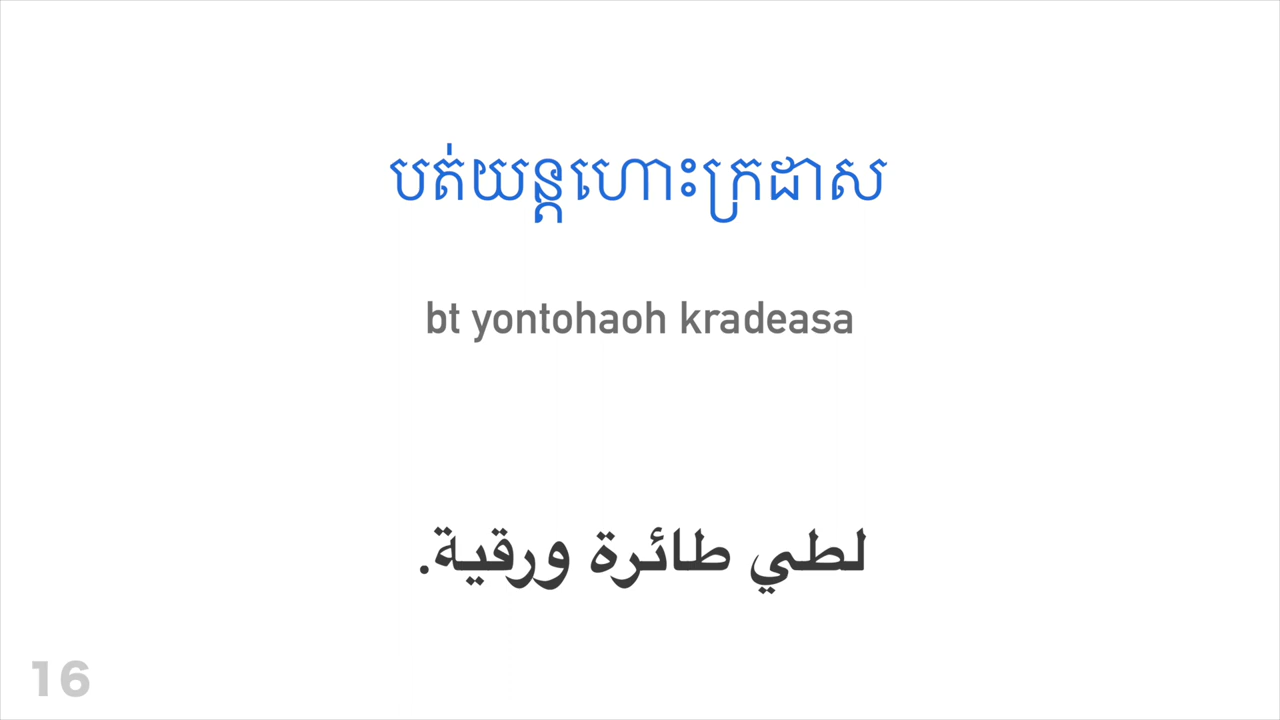 បត់យន្តហោះក្រដាស
bt yontohaoh kradeasa
لطي طائرة ورقية.
16